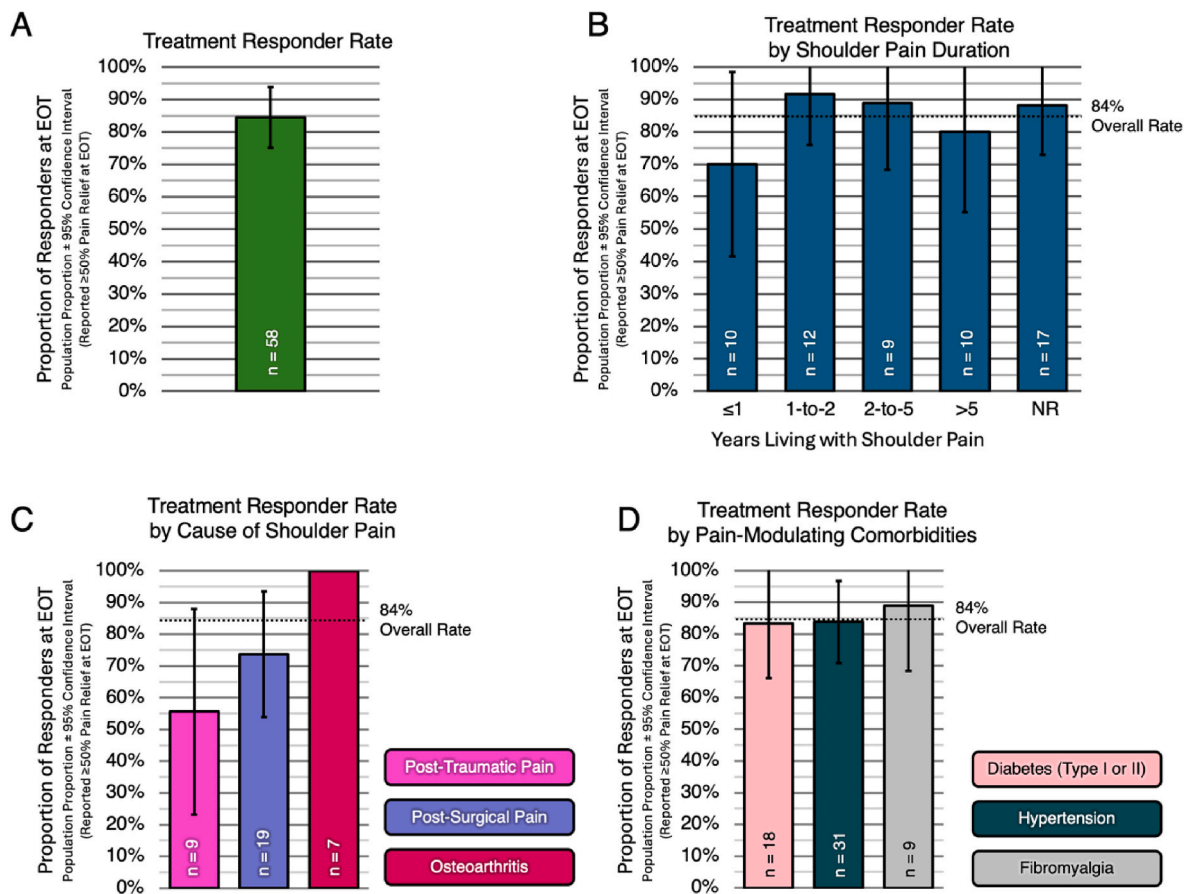 A
Treatment Responder Rate
Proportion of Responders at EOT
Population Proportion ± 95% Confidence Interval
(Reported ≥50% Pain Relief at EOT)
100%
90%
80%
70%
60%
50%
40%
30%
20%
10%
0%
n = 58
B
Treatment Responder Rate
by Shoulder Pain Duration
Proportion of Responders at EOT
Population Proportion ± 95% Confidence Interval
(Reported ≥50% Pain Relief at EOT)
100%
90%
80%
70%
60%
50%
40%
30%
20%
10%
0%
84%
Overall Rate
n = 10
n = 12
n = 9
n = 10
n = 17
≤1 1-to-2 2-to-5 >5 NR
Years Living with Shoulder Pain
C
Treatment Responder Rate
by Cause of Shoulder Pain
Proportion of Responders at EOT
Population Proportion ± 95% Confidence Interval
(Reported ≥50% Pain Relief at EOT)
100%
90%
80%
70%
60%
50%
40%
30%
20%
10%
0%
84%
Overall Rate
n = 9
n = 19
n = 7
Post-Traumatic Pain
Post-Surgical Pain
Osteoarthritis
D
Treatment Responder Rate
by Pain-Modulating Comorbidities
Proportion of Responders at EOT
Population Proportion ± 95% Confidence Interval
(Reported ≥50% Pain Relief at EOT)
100%
90%
80%
70%
60%
50%
40%
30%
20%
10%
0%
84%
Overall Rate
n = 18
n = 31
n = 9
Diabetes (Type I or II)
Hypertension
Fibromyalgia